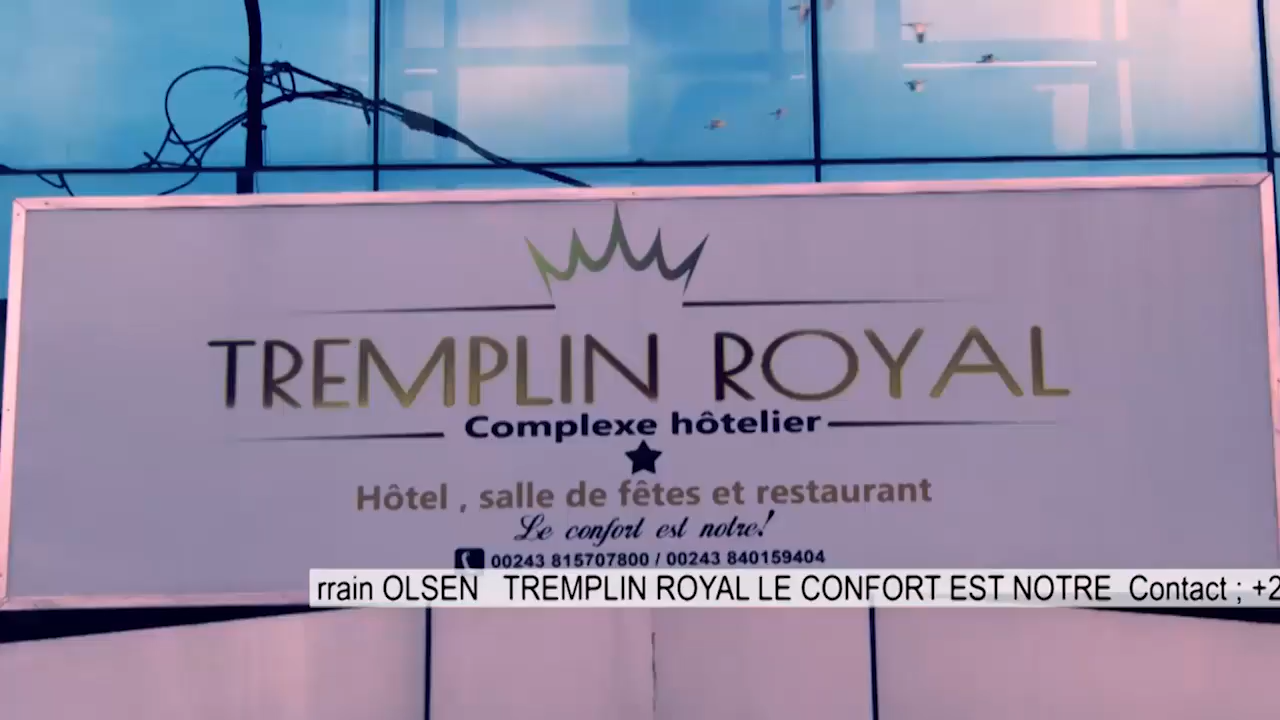 TREMPLIN ROYAL
Complexe hôtelier
Hôtel , salle de fêtes et restaurant
Le confort est notre!
00243 815707800 / 00243 840159404
rrain OLSEN TREMPLIN ROYAL LE CONFORT EST NOTRE Contact ; +2